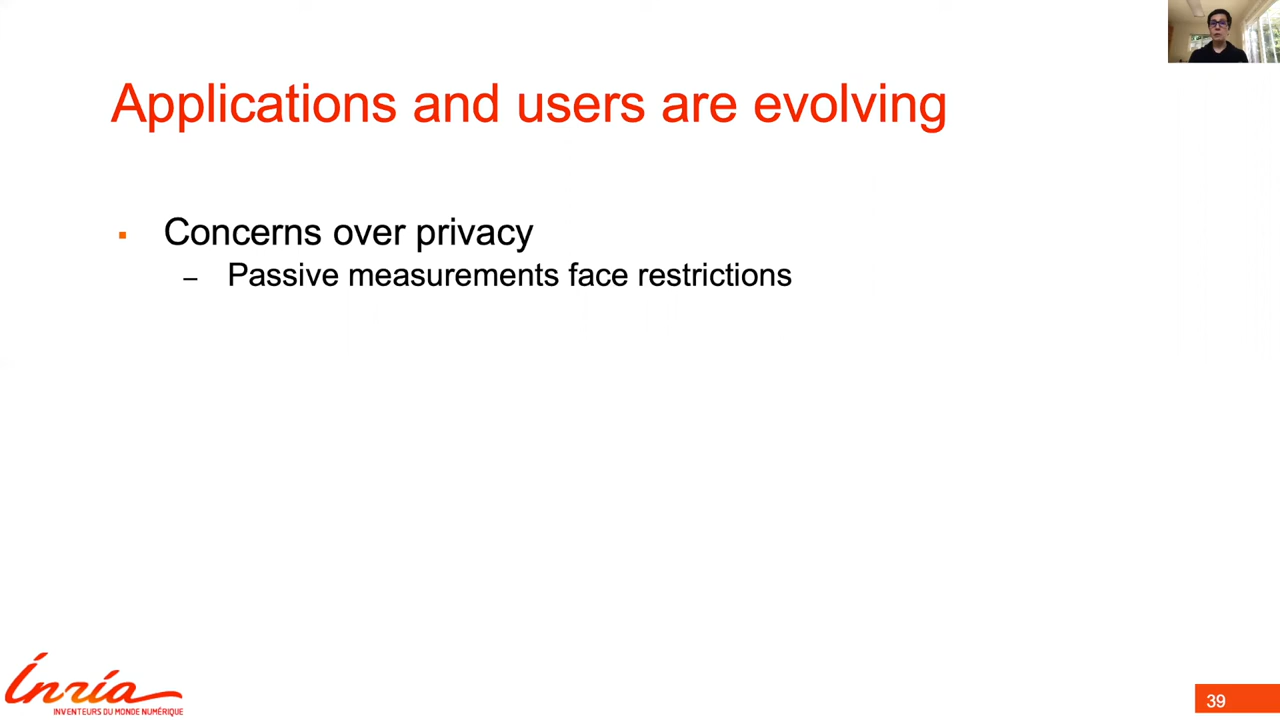 Applications and users are evolving
▪ Concerns over privacy
– Passive measurements face restrictions
Inria
INVENTEURS DU MONDE NUMÉRIQUE
39